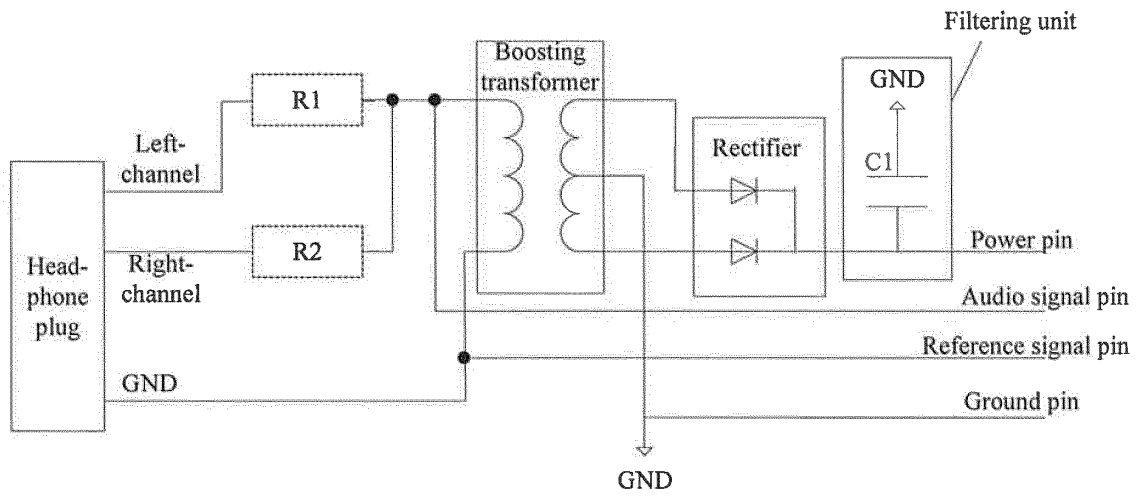 Filtering unit
Boosting
transformer
GND
R1
Left-
channel
Rectifier
C1
R2
Power pin
Head-
phone
plug
Right-
channel
Audio signal pin
Reference signal pin
GND
Ground pin
GND